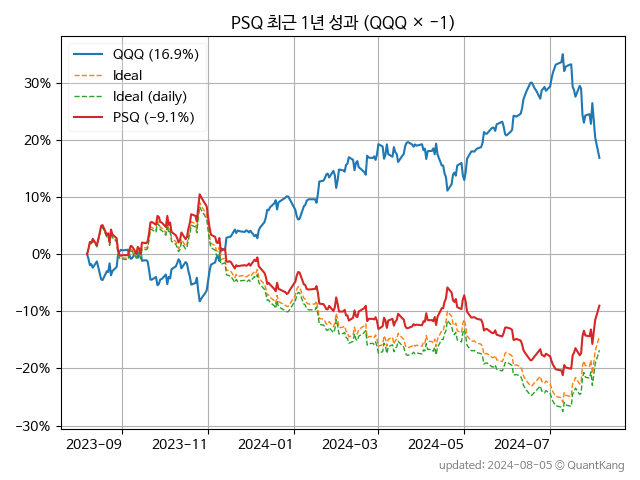 PSQ 최근 1년 성과 (QQQ × −1)
QQQ (16.9%)
Ideal
Ideal (daily)
PSQ (−9.1%)
30%
20%
10%
0%
−10%
−20%
−30%
2023-09
2023-11
2024-01
2024-03
2024-05
2024-07
updated: 2024-08-05 © QuantKang